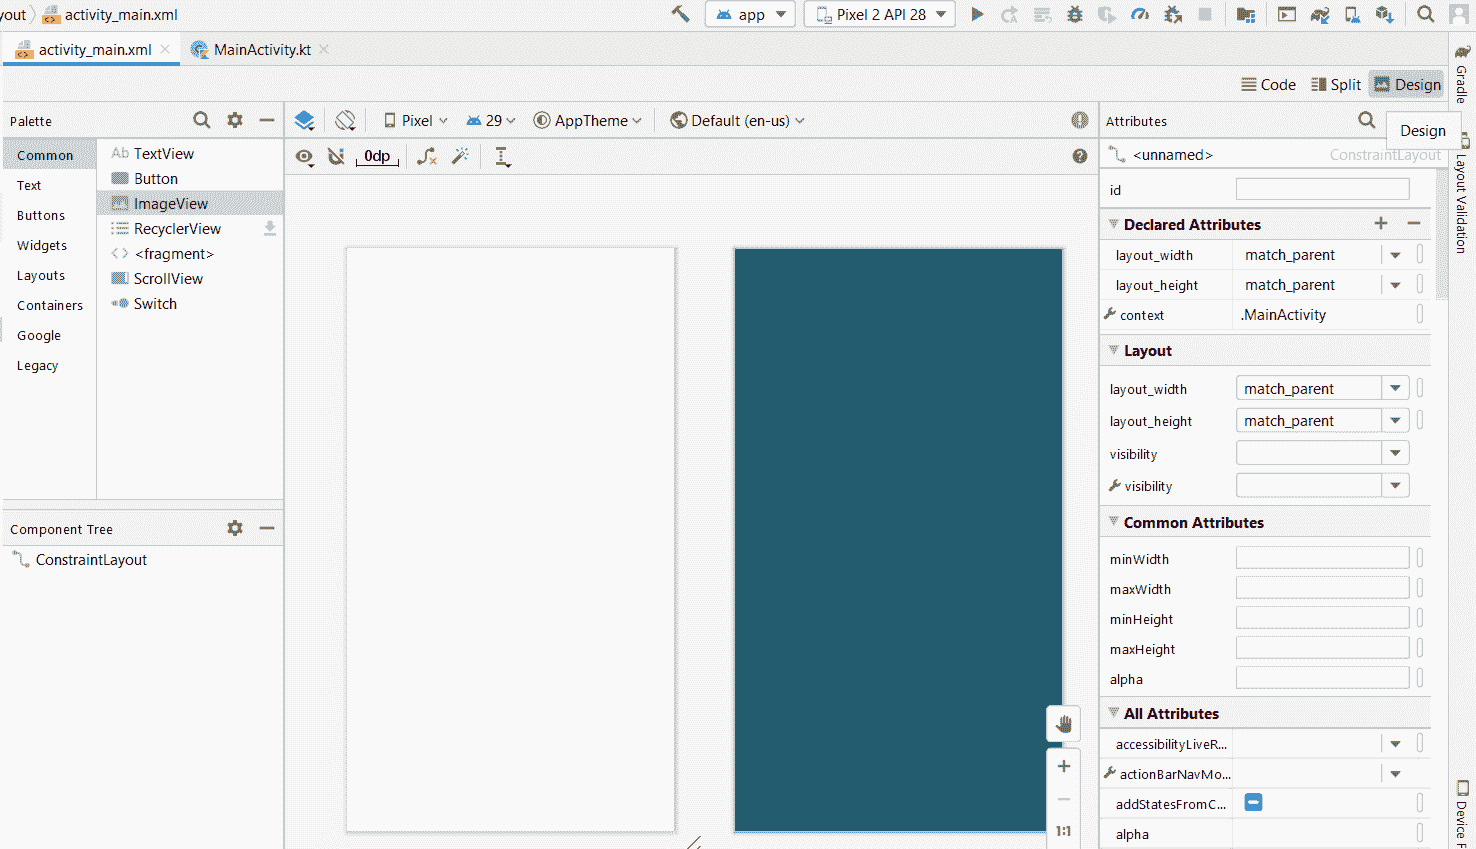 yout activity_main.xml app Pixel 2 API 28
activity_main.xml MainActivity.kt
Code Split Design
Palette
Pixel 29 AppTheme Default (en-us)
Attributes
Design
Common
Text
Buttons
Widgets
Layouts
Containers
Google
Legacy
Ab TextView
Button
ImageView
RecyclerView
<fragment>
ScrollView
Switch
0dp
<unnamed> ConstraintLayout
id
Declared Attributes
layout_width match_parent
layout_height match_parent
context .MainActivity
Layout
layout_width match_parent
layout_height match_parent
visibility
visibility
Common Attributes
minWidth
maxWidth
minHeight
maxHeight
alpha
All Attributes
accessibilityLiveR...
actionBarNavMo...
addStatesFromC...
alpha
Component Tree
ConstraintLayout
1:1
Gradle
Layout Validation
Device F